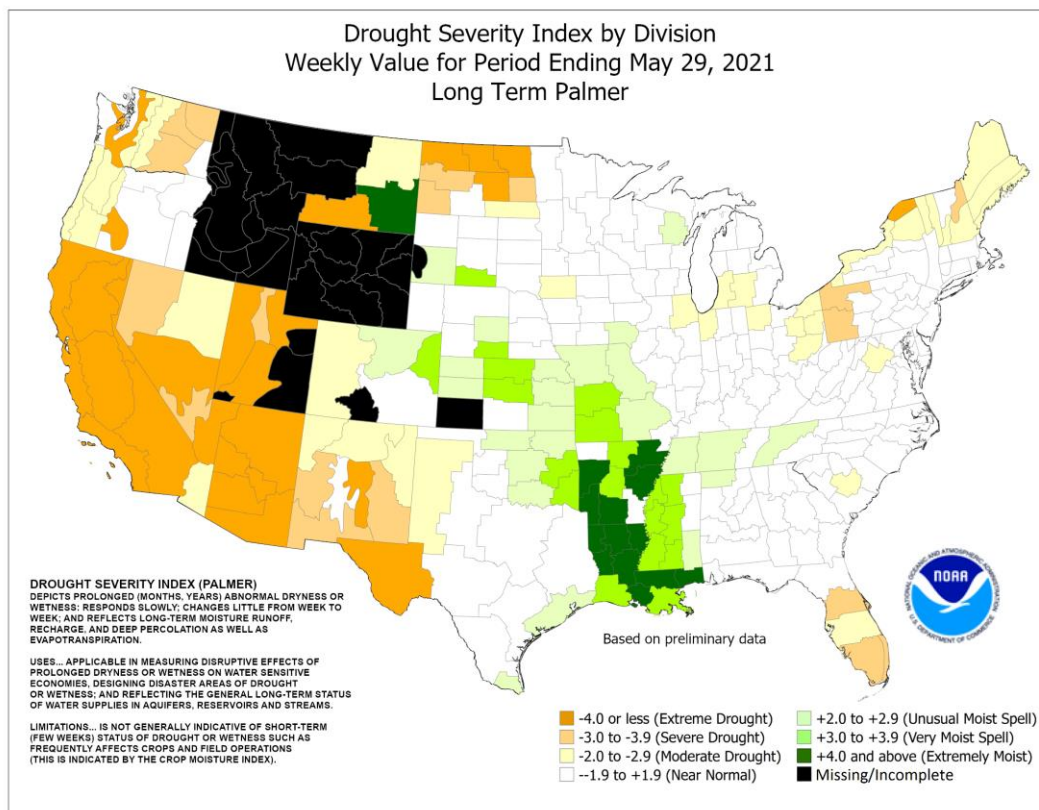 Drought Severity Index by Division
Weekly Value for Period Ending May 29, 2021
Long Term Palmer
DROUGHT SEVERITY INDEX (PALMER)
DEPICTS PROLONGED (MONTHS, YEARS) ABNORMAL DRYNESS OR
WETNESS: RESPONDS SLOWLY; CHANGES LITTLE FROM WEEK TO
WEEK; AND REFLECTS LONG-TERM MOISTURE RUNOFF,
RECHARGE, AND DEEP PERCOLATION AS WELL AS
EVAPOTRANSPIRATION.
USES... APPLICABLE IN MEASURING DISRUPTIVE EFFECTS OF
PROLONGED DRYNESS OR WETNESS ON WATER SENSITIVE
ECONOMIES, DESIGNING DISASTER AREAS OF DROUGHT
OR WETNESS; AND REFLECTING THE GENERAL LONG-TERM STATUS
OF WATER SUPPLIES IN AQUIFERS, RESERVOIRS AND STREAMS.
LIMITATIONS... IS NOT GENERALLY INDICATIVE OF SHORT-TERM
(FEW WEEKS) STATUS OF DROUGHT OR WETNESS SUCH AS
FREQUENTLY AFFECTS CROPS AND FIELD OPERATIONS
(THIS IS INDICATED BY THE CROP MOISTURE INDEX).
Based on preliminary data
NATIONAL OCEANIC AND ATMOSPHERIC ADMINISTRATION
NOAA
U.S. DEPARTMENT OF COMMERCE
-4.0 or less (Extreme Drought)
-3.0 to -3.9 (Severe Drought)
-2.0 to -2.9 (Moderate Drought)
--1.9 to +1.9 (Near Normal)
+2.0 to +2.9 (Unusual Moist Spell)
+3.0 to +3.9 (Very Moist Spell)
+4.0 and above (Extremely Moist)
Missing/Incomplete